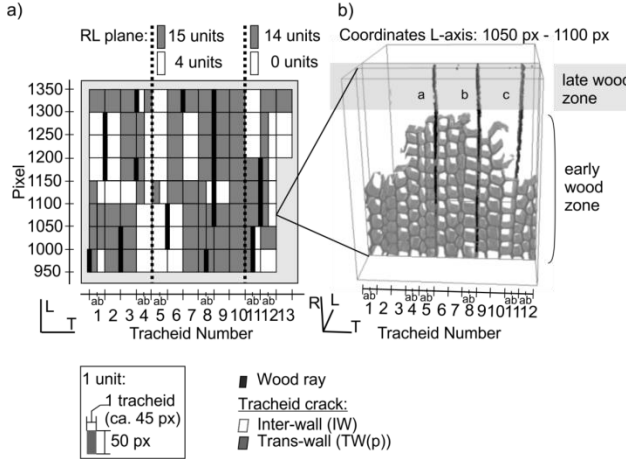 a)
RL plane: 15 units 14 units
4 units 0 units
Pixel
1350
1300
1250
1200
1150
1100
1050
1000
950
ab ab ab ab ab
1 2 3 4 5 6 7 8 9 10 11 12 13
Tracheid Number
L
T
b)
Coordinates L-axis: 1050 px - 1100 px
late wood
zone
a b c
early
wood
zone
ab ab ab ab ab ab
1 2 3 4 5 6 7 8 9 10 11 12
Tracheid Number
R L
T
1 unit:
1 tracheid
(ca. 45 px)
50 px
Wood ray
Tracheid crack:
Inter-wall (IW)
Trans-wall (TW(p))